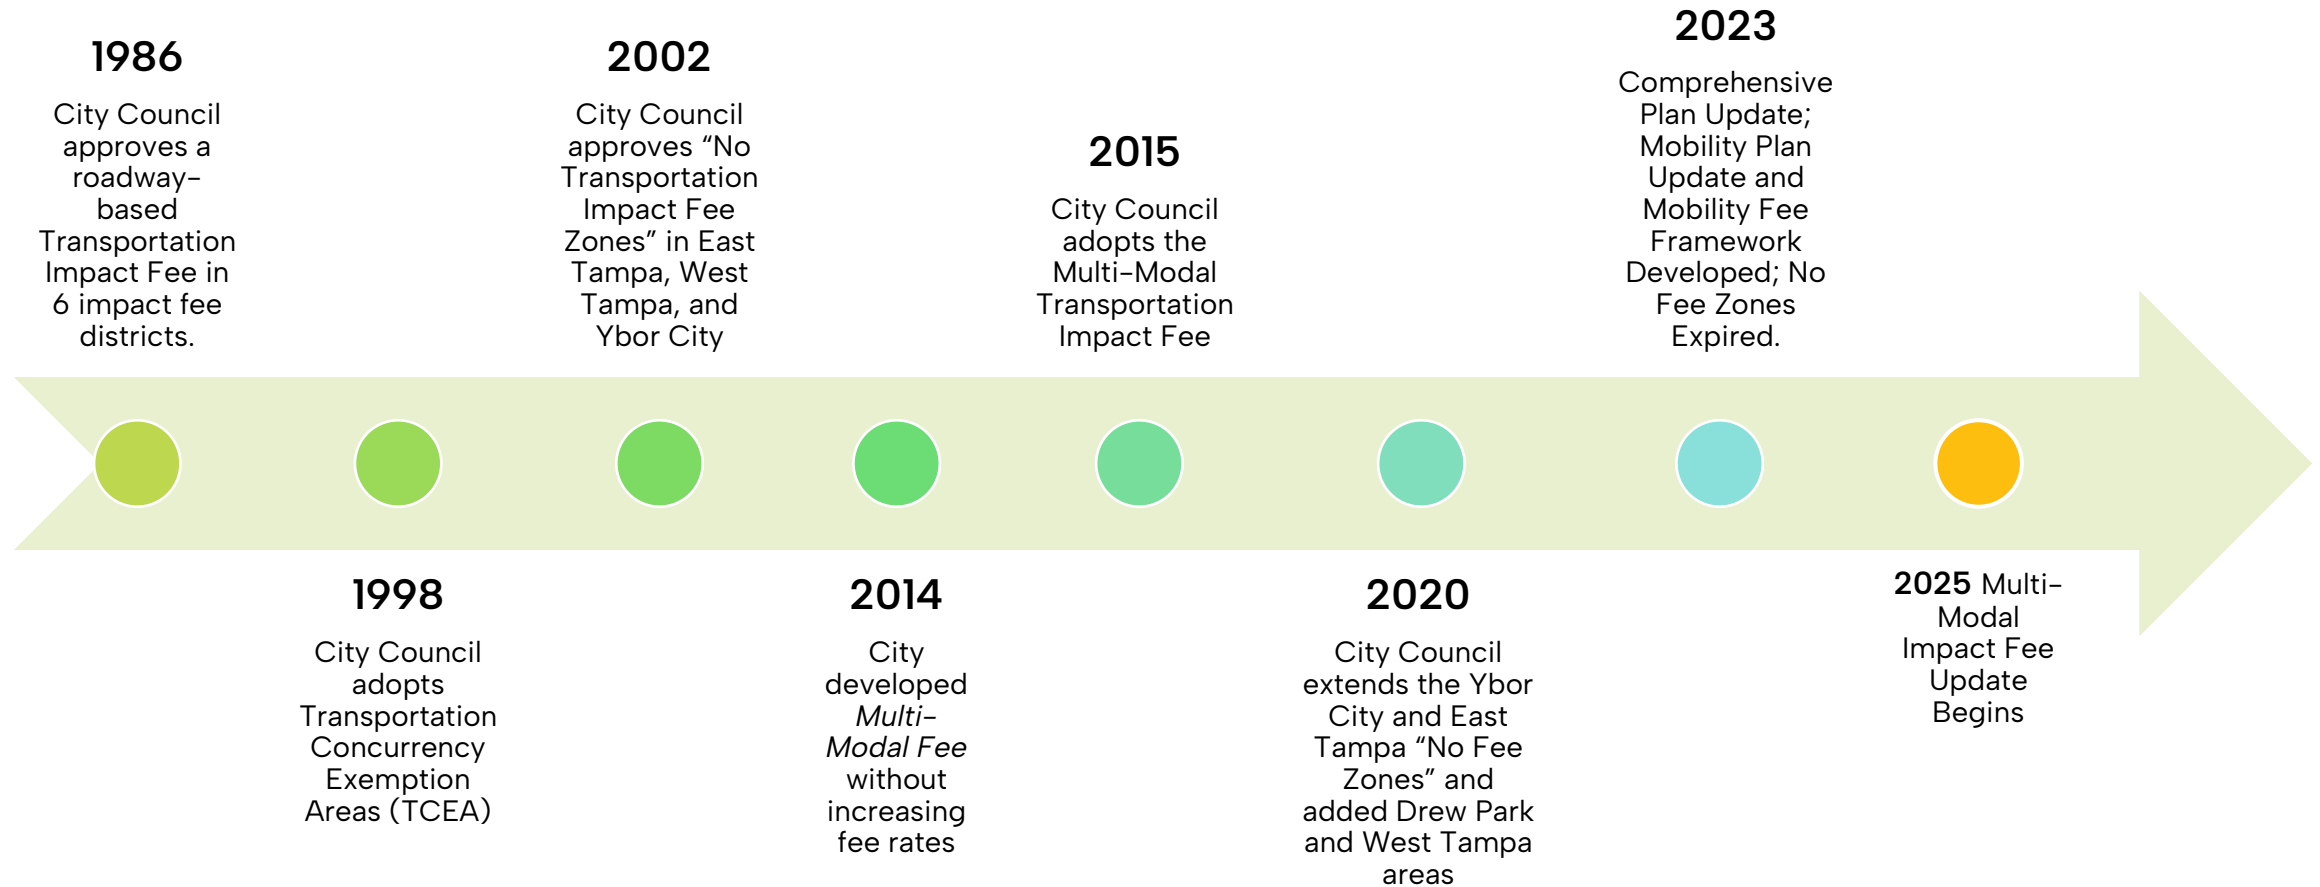 1986
City Council
approves a
roadway-
based
Transportation
Impact Fee in
6 impact fee
districts.
1998
City Council
adopts
Transportation
Concurrency
Exemption
Areas (TCEA)
2002
City Council
approves “No
Transportation
Impact Fee
Zones” in East
Tampa, West
Tampa, and
Ybor City
2014
City
developed
Multi-
Modal Fee
without
increasing
fee rates
2015
City Council
adopts the
Multi-Modal
Transportation
Impact Fee
2020
City Council
extends the Ybor
City and East
Tampa “No Fee
Zones” and
added Drew Park
and West Tampa
areas
2023
Comprehensive
Plan Update;
Mobility Plan
Update and
Mobility Fee
Framework
Developed; No
Fee Zones
Expired.
2025 Multi-
Modal
Impact Fee
Update
Begins